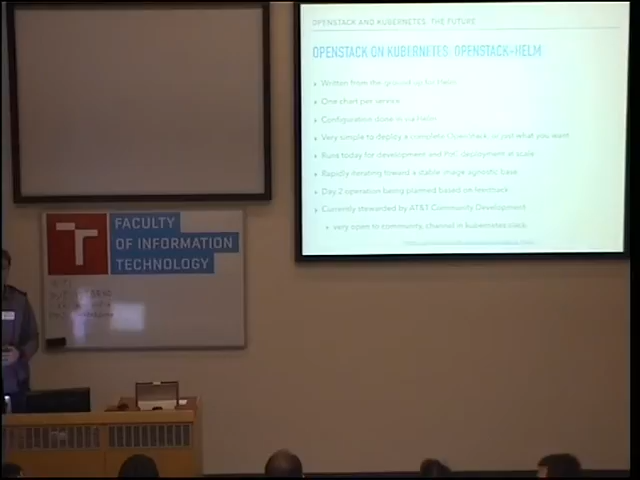 OPENSTACK AND KUBERNETES: THE FUTURE
OPENSTACK ON KUBERNETES: OPENSTACK-HELM
Written from the ground up for Helm
One chart per service
Configuration done in via Helm
Very simple to deploy a complete OpenStack, or just what you want
Runs today for development and PoC deployment at scale
Rapidly iterating toward a stable charge agnostic base
Day 2 operation being planned based on feedback
Currently stewarded by AT&T Community Development
very open to community, channel in kubernetes slack
T
FACULTY
OF INFORMATION
TECHNOLOGY